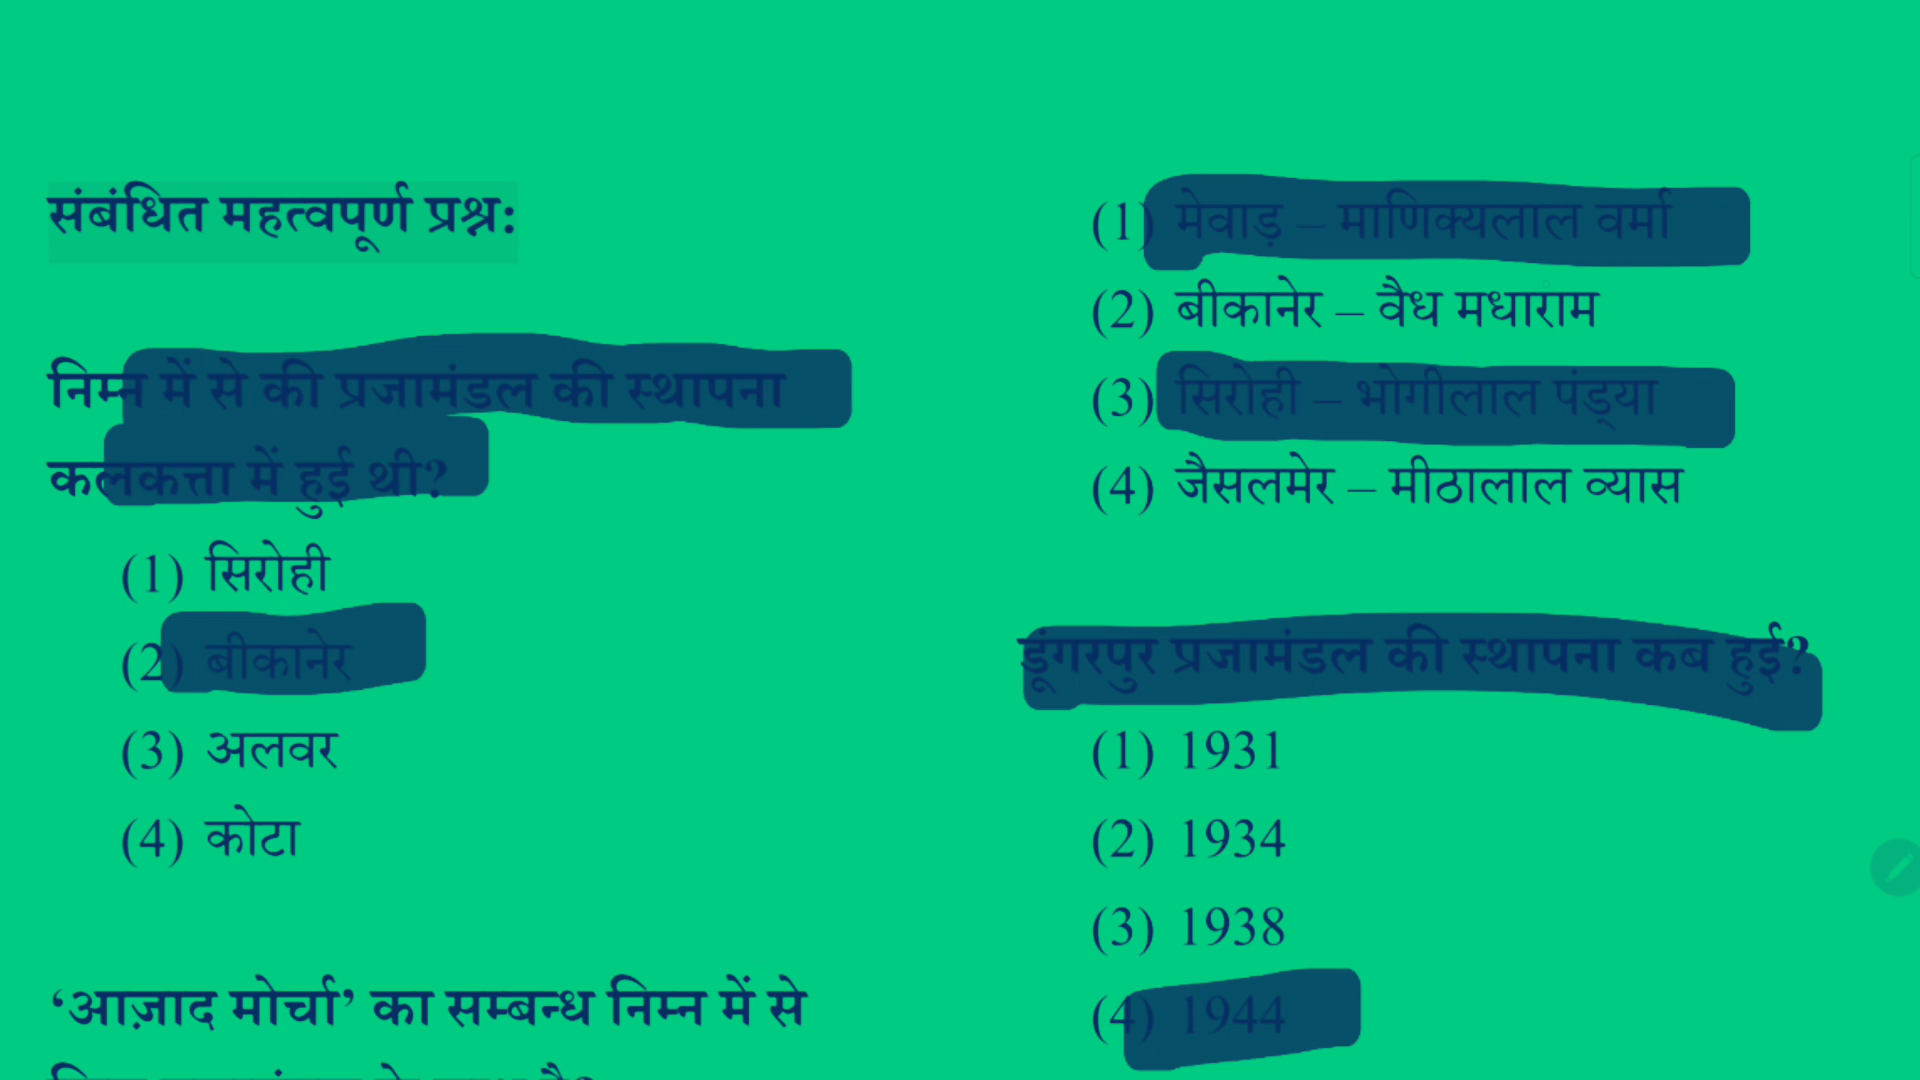 संबंधित महत्वपूर्ण प्रश्न:
निम्न में से की प्रजामंडल की स्थापना
कलकत्ता में हुई थी?
(1) सिरोही
(2) बीकानेर
(3) अलवर
(4) कोटा
‘आज़ाद मोर्चा’ का सम्बन्ध निम्न में से
(1) मेवाड़ – माणिक्यलाल वर्मा
(2) बीकानेर – वैध मधाराम
(3) सिरोही – भोगीलाल पंड्या
(4) जैसलमेर – मीठालाल व्यास
डूंगरपुर प्रजामंडल की स्थापना कब हुई?
(1) 1931
(2) 1934
(3) 1938
(4) 1944